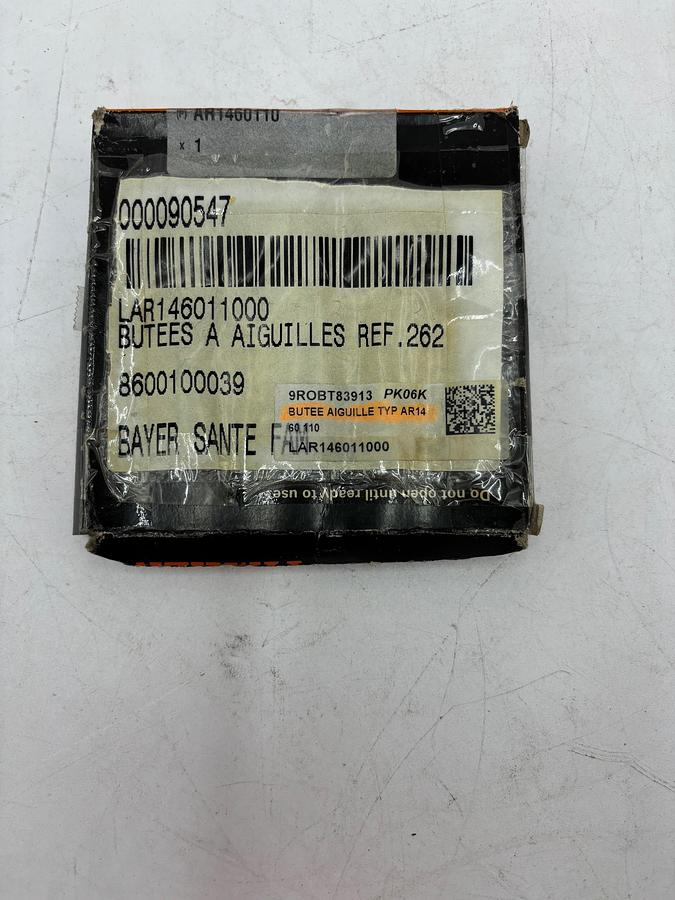 AR1460110
x 1
000090547
LAR146011000
BUTEES A AIGUILLES REF.262
8600100039
9ROBT83913 PK06K
BUTEE AIGUILLE TYP AR14
60 110
LAR146011000
BAYER SANTE FAM
Do not open until ready to use